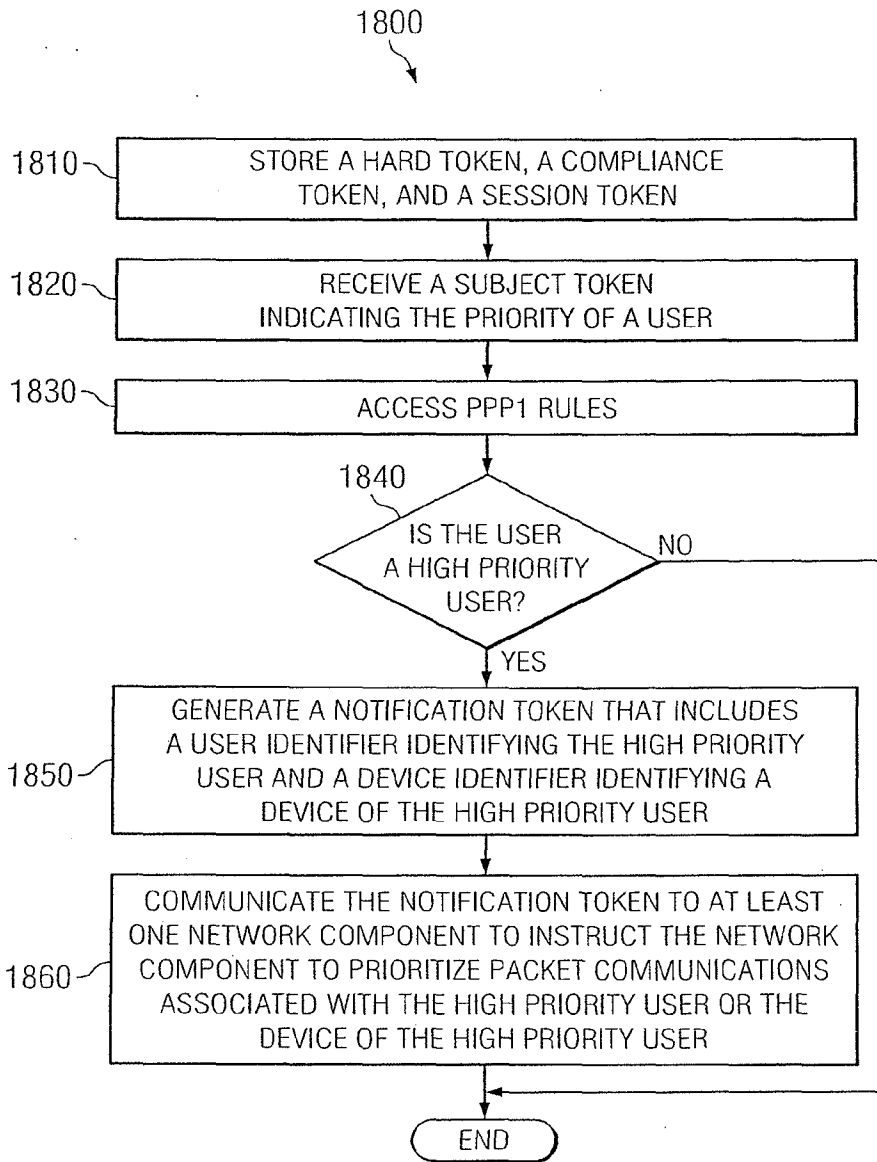 1800
1810
STORE A HARD TOKEN, A COMPLIANCE
TOKEN, AND A SESSION TOKEN
1820
RECEIVE A SUBJECT TOKEN
INDICATING THE PRIORITY OF A USER
1830
ACCESS PPP1 RULES
1840
IS THE USER
A HIGH PRIORITY
USER?
NO
YES
1850
GENERATE A NOTIFICATION TOKEN THAT INCLUDES
A USER IDENTIFIER IDENTIFYING THE HIGH PRIORITY
USER AND A DEVICE IDENTIFIER IDENTIFYING A
DEVICE OF THE HIGH PRIORITY USER
1860
COMMUNICATE THE NOTIFICATION TOKEN TO AT LEAST
ONE NETWORK COMPONENT TO INSTRUCT THE NETWORK
COMPONENT TO PRIORITIZE PACKET COMMUNICATIONS
ASSOCIATED WITH THE HIGH PRIORITY USER OR THE
DEVICE OF THE HIGH PRIORITY USER
END